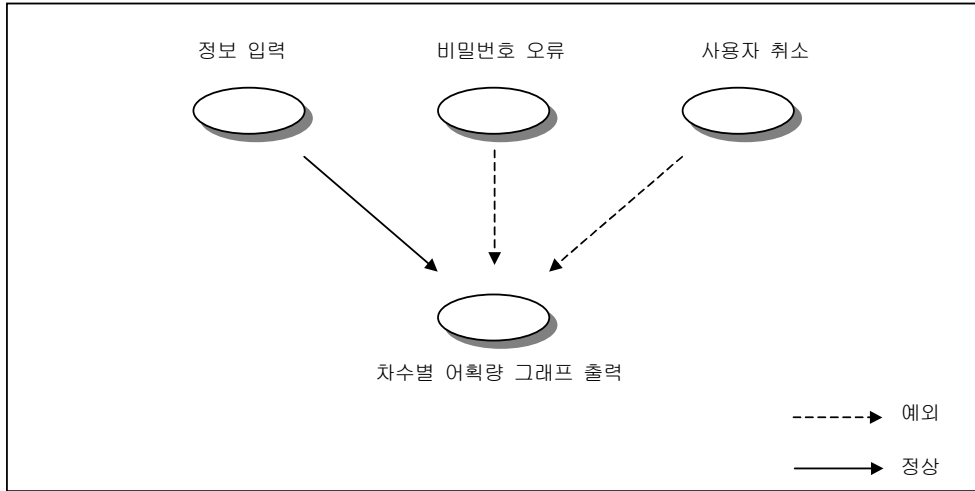 정보 입력
비밀번호 오류
사용자 취소
차수별 어획량 그래프 출력
예외
정상